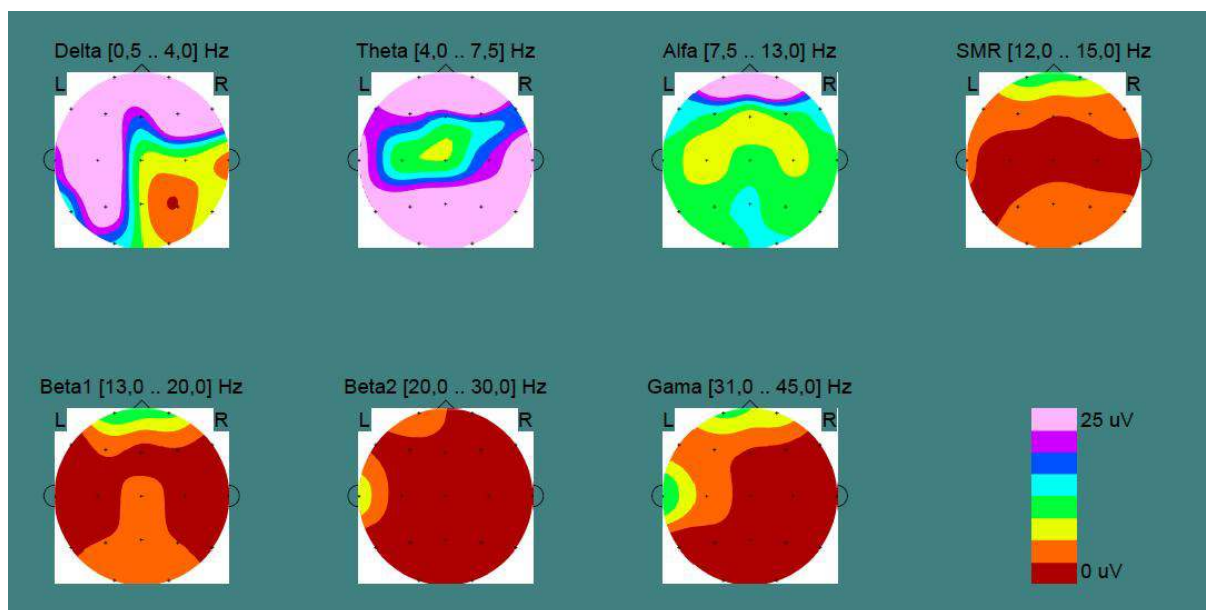 Delta [0,5 .. 4,0] Hz
Theta [4,0 .. 7,5] Hz
Alfa [7,5 .. 13,0] Hz
SMR [12,0 .. 15,0] Hz
L R
L R
L R
L R
Beta1 [13,0 .. 20,0] Hz
Beta2 [20,0 .. 30,0] Hz
Gama [31,0 .. 45,0] Hz
L R
L R
L R
25 uV
0 uV